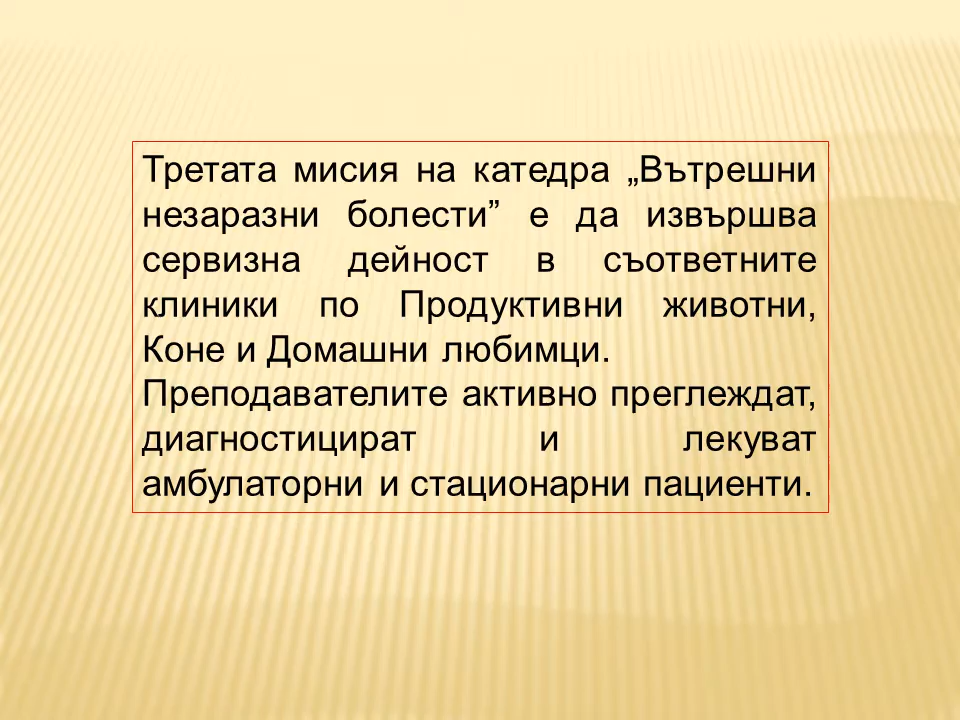 Третата мисия на катедра „Вътрешни
незаразни болести” е да извършва
сервизна дейност в съответните
клиники по Продуктивни животни,
Коне и Домашни любимци.
Преподавателите активно преглеждат,
диагностицират и лекуват
амбулаторни и стационарни пациенти.